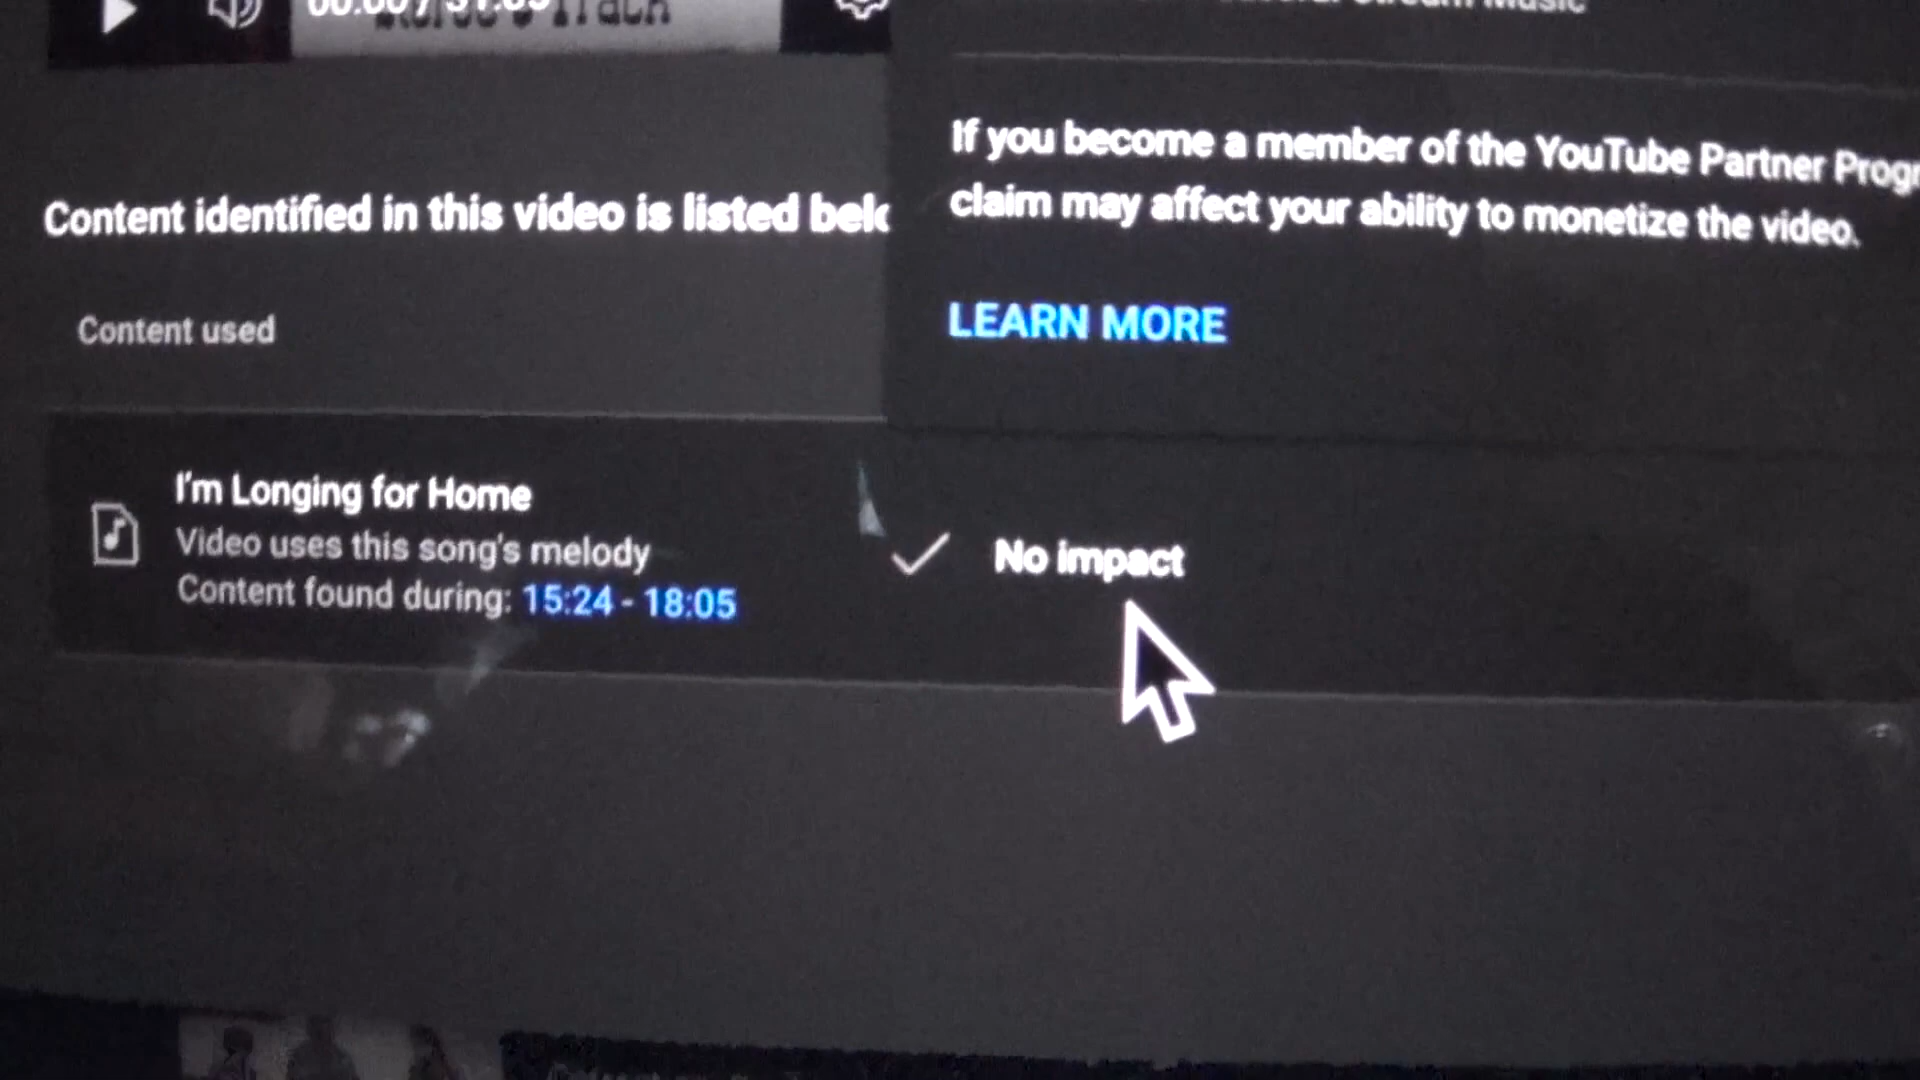 Track
Music
If you become a member of the YouTube Partner
claim may affect your ability to monetize the video.
LEARN MORE
Content identified in this video is listed
Content used
I'm Longing for Home
Video uses this song's melody
Content found during: 15:24 - 18:05
No impact